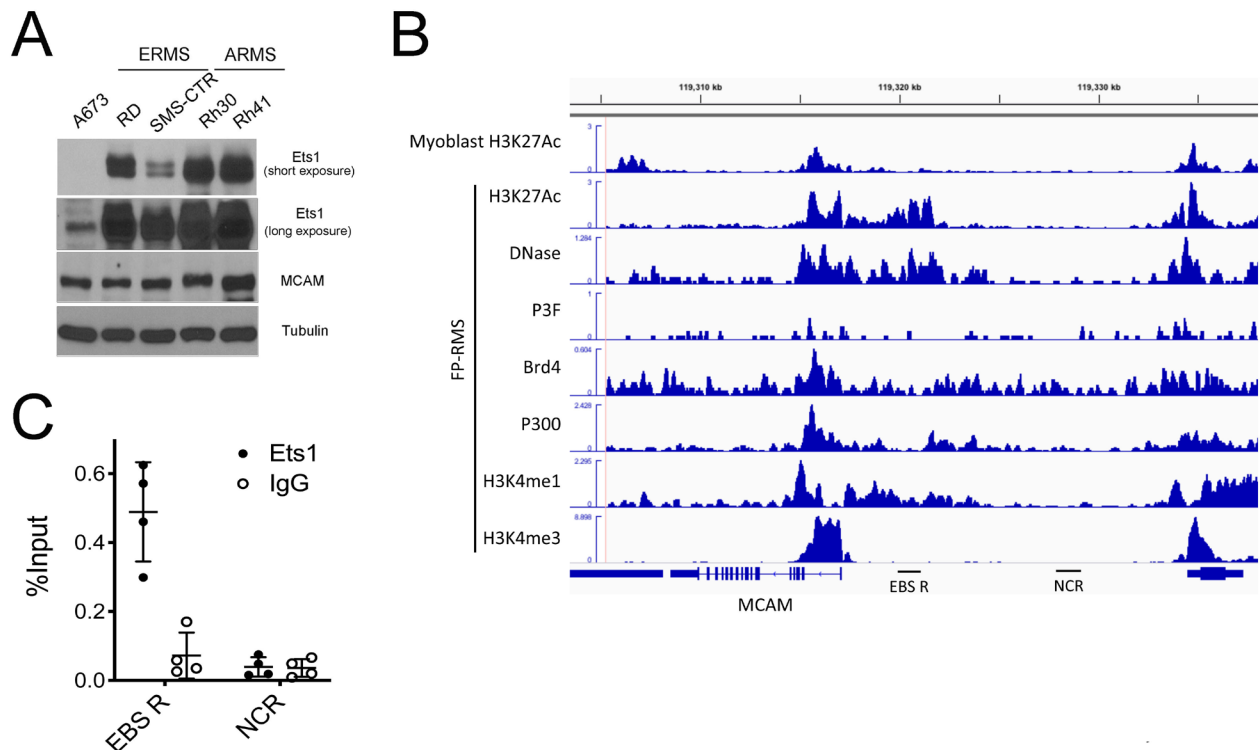 A
ERMS ARMS
A673 RD SMS-CTR Rh30 Rh41
Ets1
(short exposure)
Ets1
(long exposure)
MCAM
Tubulin
B
119,310 kb 119,320 kb 119,330 kb
Myoblast H3K27Ac
3
0
FP-RMS
H3K27Ac
3
0
DNase
1.284
0
P3F
1
0
Brd4
0.604
0
P300
2.428
0
H3K4me1
2.295
0
H3K4me3
8.898
0
MCAM
EBS R
NCR
C
Ets1
IgG
%Input
0.6
0.4
0.2
0.0
EBS R
NCR